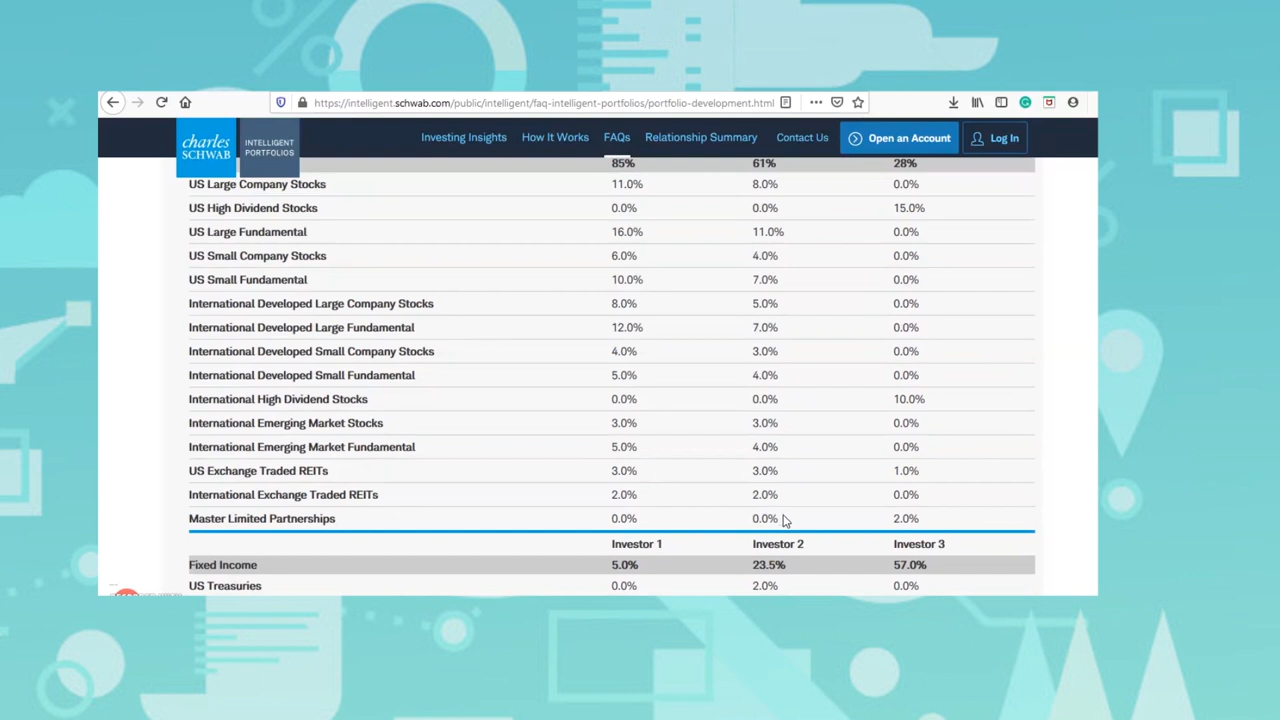 https://intelligent.schwab.com/public/intelligent/faq-intelligent-portfolios/portfolio-development.html
charles SCHWAB
INTELLIGENT PORTFOLIOS
Investing Insights How It Works FAQs Relationship Summary Contact Us Open an Account Log In
85% 61% 28%
US Large Company Stocks 11.0% 8.0% 0.0%
US High Dividend Stocks 0.0% 0.0% 15.0%
US Large Fundamental 16.0% 11.0% 0.0%
US Small Company Stocks 6.0% 4.0% 0.0%
US Small Fundamental 10.0% 7.0% 0.0%
International Developed Large Company Stocks 8.0% 5.0% 0.0%
International Developed Large Fundamental 12.0% 7.0% 0.0%
International Developed Small Company Stocks 4.0% 3.0% 0.0%
International Developed Small Fundamental 5.0% 4.0% 0.0%
International High Dividend Stocks 0.0% 0.0% 10.0%
International Emerging Market Stocks 3.0% 3.0% 0.0%
International Emerging Market Fundamental 5.0% 4.0% 0.0%
US Exchange Traded REITs 3.0% 3.0% 1.0%
International Exchange Traded REITs 2.0% 2.0% 0.0%
Master Limited Partnerships 0.0% 0.0% 2.0%
Investor 1 Investor 2 Investor 3
Fixed Income 5.0% 23.5% 57.0%
US Treasuries 0.0% 2.0% 0.0%